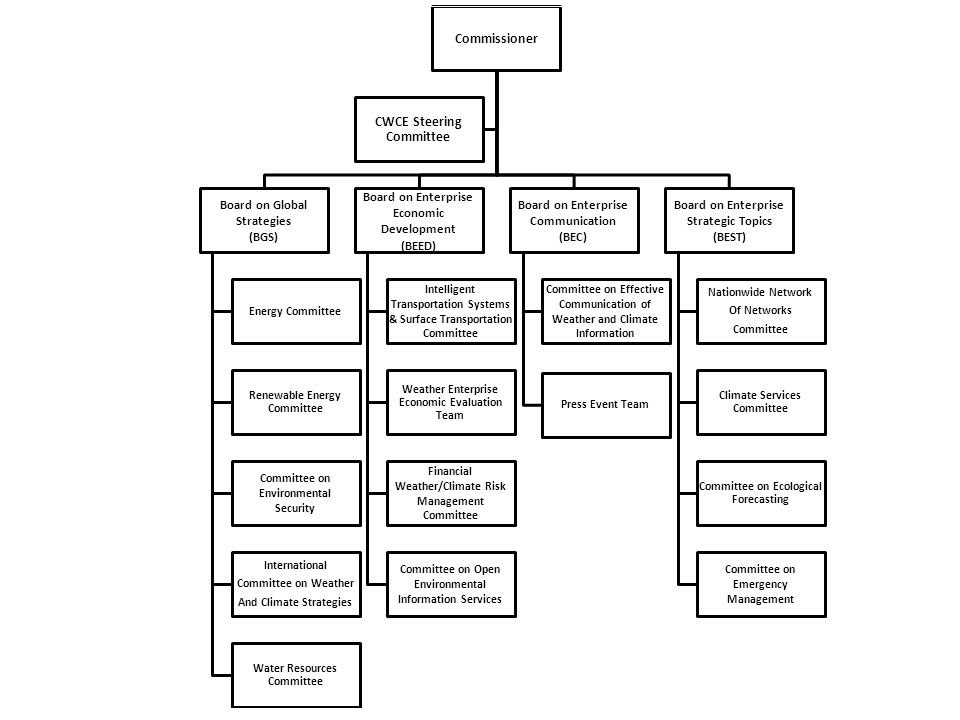 Commissioner
CWCE Steering
Committee
Board on Global
Strategies
(BGS)
Board on Enterprise
Economic
Development
(BEED)
Board on Enterprise
Communication
(BEC)
Board on Enterprise
Strategic Topics
(BEST)
Energy Committee
Renewable Energy
Committee
Committee on
Environmental
Security
International
Committee on Weather
And Climate Strategies
Water Resources
Committee
Intelligent
Transportation Systems
& Surface Transportation
Committee
Weather Enterprise
Economic Evaluation
Team
Financial
Weather/Climate Risk
Management
Committee
Committee on Open
Environmental
Information Services
Committee on Effective
Communication of
Weather and Climate
Information
Press Event Team
Nationwide Network
Of Networks
Committee
Climate Services
Committee
Committee on Ecological
Forecasting
Committee on
Emergency
Management